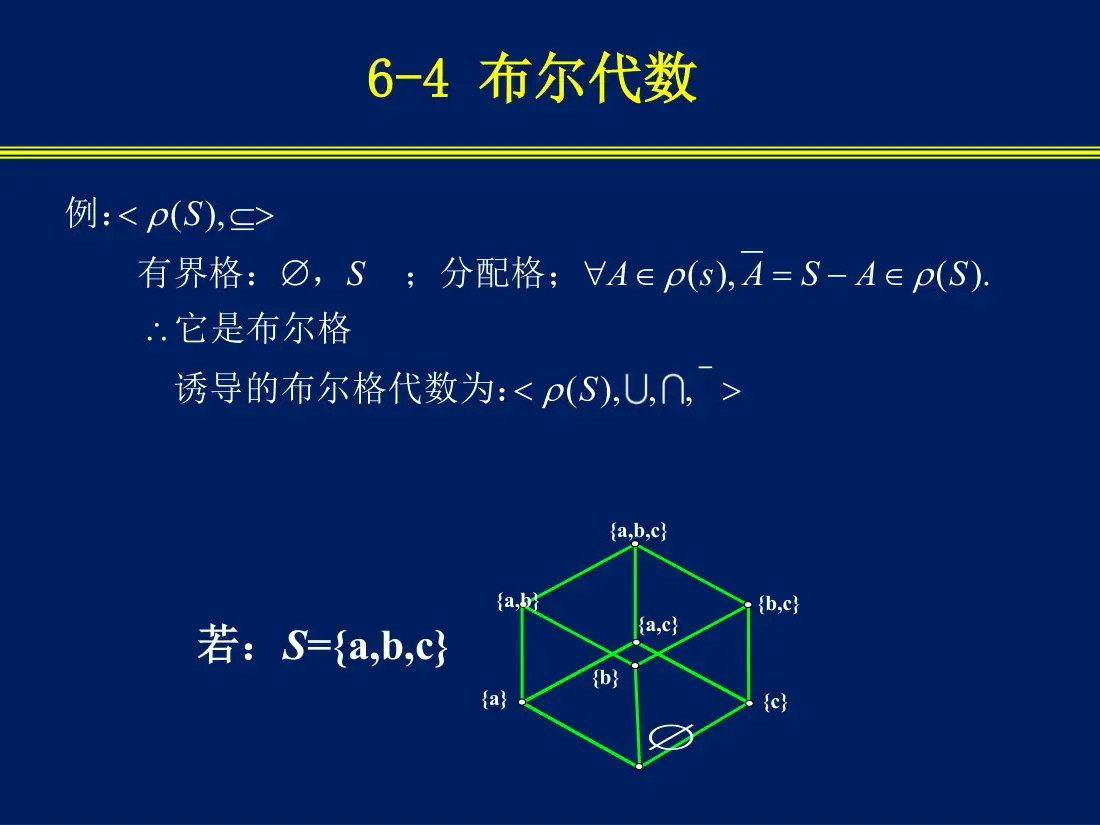 6-4 布尔代数
例：< ρ(S), ⊆>
有界格：∅，S ；分配格；∀A∈ρ(s), A̅ = S − A∈ρ(S).
∴它是布尔格
诱导的布尔格代数为：< ρ(S),∪,∩, ‾ >
{a,b,c}
{a,b}
{b,c}
{a,c}
若：S={a,b,c}
{b}
{a}
{c}
∅